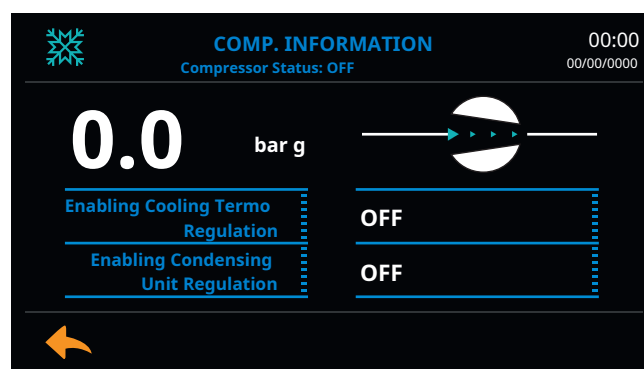 COMP. INFORMATION
00:00
Compressor Status: OFF
00/00/0000
0.0 bar g
Enabling Cooling Termo
Regulation
OFF
Enabling Condensing
Unit Regulation
OFF